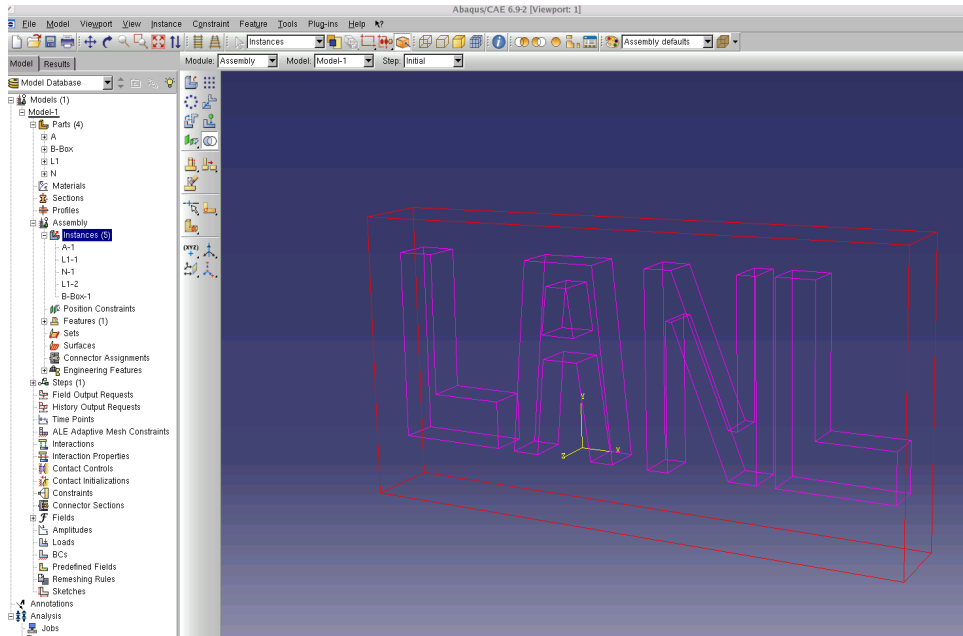 Abaqus/CAE 6.9-2 [Viewport: 1]
File Model Viewport View Instance Constraint Feature Tools Plug-ins Help
Instances Assembly defaults
Model Results Module: Assembly Model: Model-1 Step: Initial
Model Database
Models (1)
Model-1
Parts (4)
A
B-Box
L1
N
Materials
Sections
Profiles
Assembly
Instances (5)
A-1
L1-1
N-1
L1-2
B-Box-1
Position Constraints
Features (1)
Sets
Surfaces
Connector Assignments
Engineering Features
Steps (1)
Field Output Requests
History Output Requests
Time Points
ALE Adaptive Mesh Constraints
Interactions
Interaction Properties
Contact Controls
Contact Initializations
Constraints
Connector Sections
Fields
Amplitudes
Loads
BCs
Predefined Fields
Remeshing Rules
Sketches
Annotations
Analysis
Jobs
(XYZ)
LANL
Y
X
Z